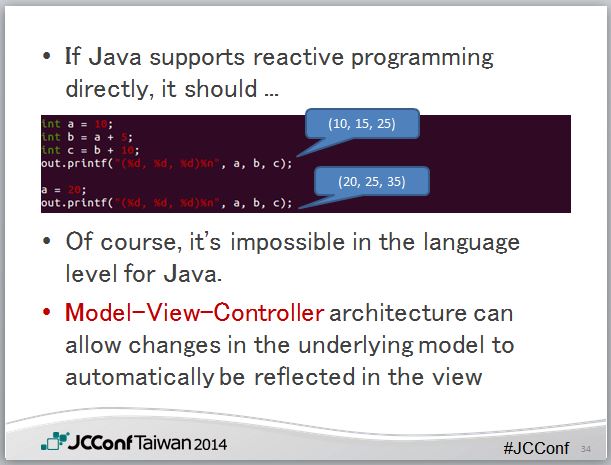 • If Java supports reactive programming
directly, it should ...
int a = 10;
int b = a + 5;
int c = b + 10;
out.printf("(%d, %d, %d)%n", a, b, c);
(10, 15, 25)
a = 20;
out.printf("(%d, %d, %d)%n", a, b, c);
(20, 25, 35)
• Of course, it's impossible in the language
level for Java.
• Model-View-Controller architecture can
allow changes in the underlying model to
automatically be reflected in the view
JCConf Taiwan 2014
#JCConf
34